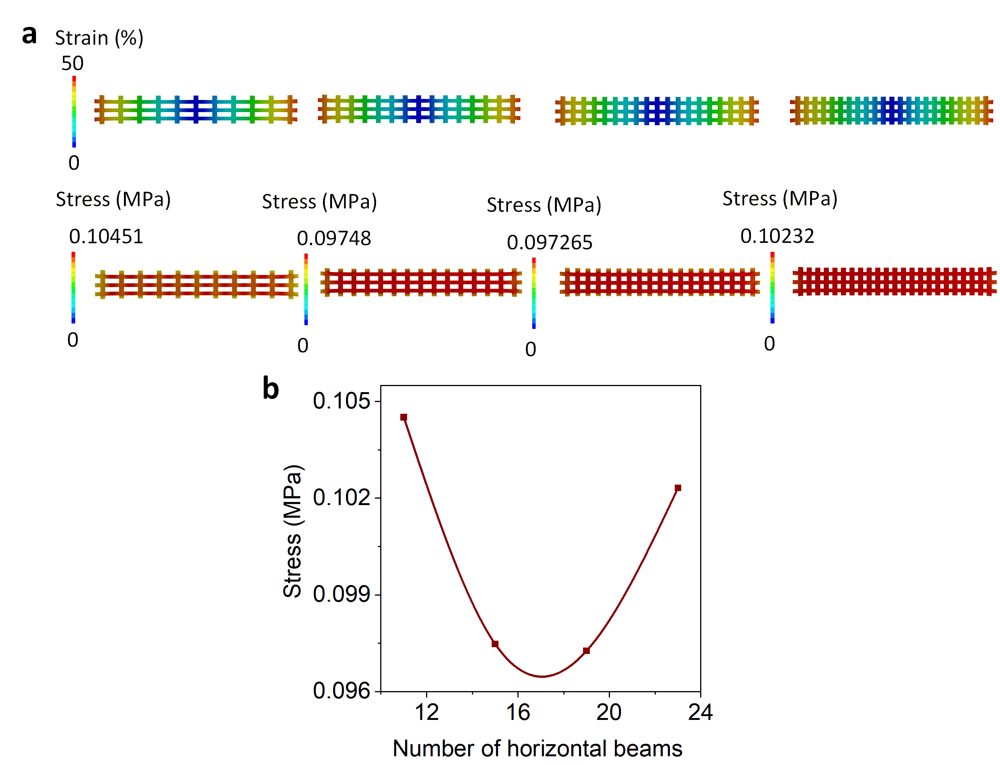 a
Strain (%)
50
0
Stress (MPa)
0.10451
0
Stress (MPa)
0.09748
0
Stress (MPa)
0.097265
0
Stress (MPa)
0.10232
0
b
Stress (MPa)
0.105
0.102
0.099
0.096
12 16 20 24
Number of horizontal beams